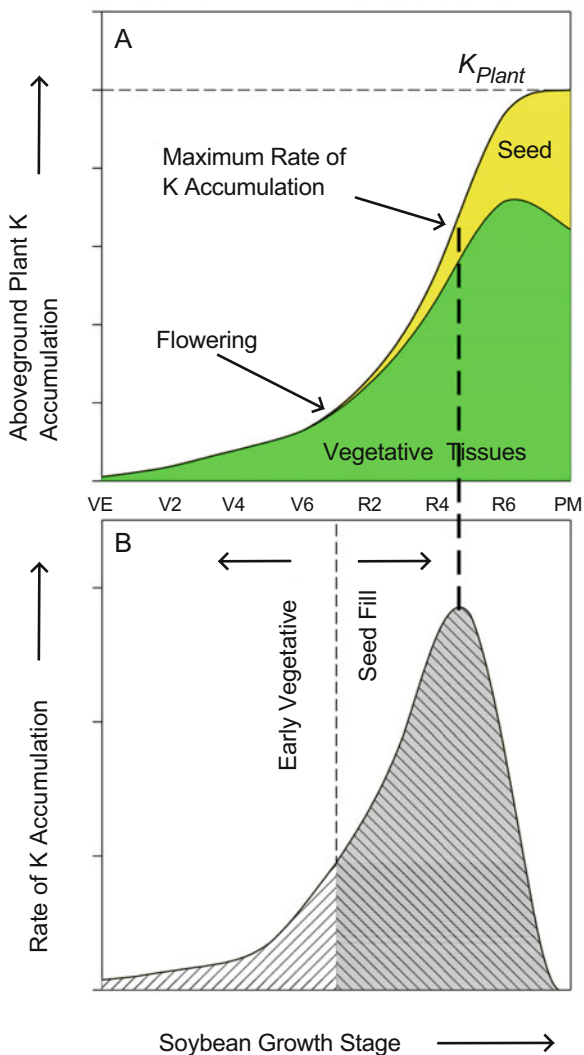 A
K Plant
Seed
Maximum Rate of
K Accumulation
Flowering
Vegetative Tissues
Aboveground Plant K
Accumulation
VE V2 V4 V6 R2 R4 R6 PM
B
Early Vegetative
Seed Fill
Rate of K Accumulation
Soybean Growth Stage